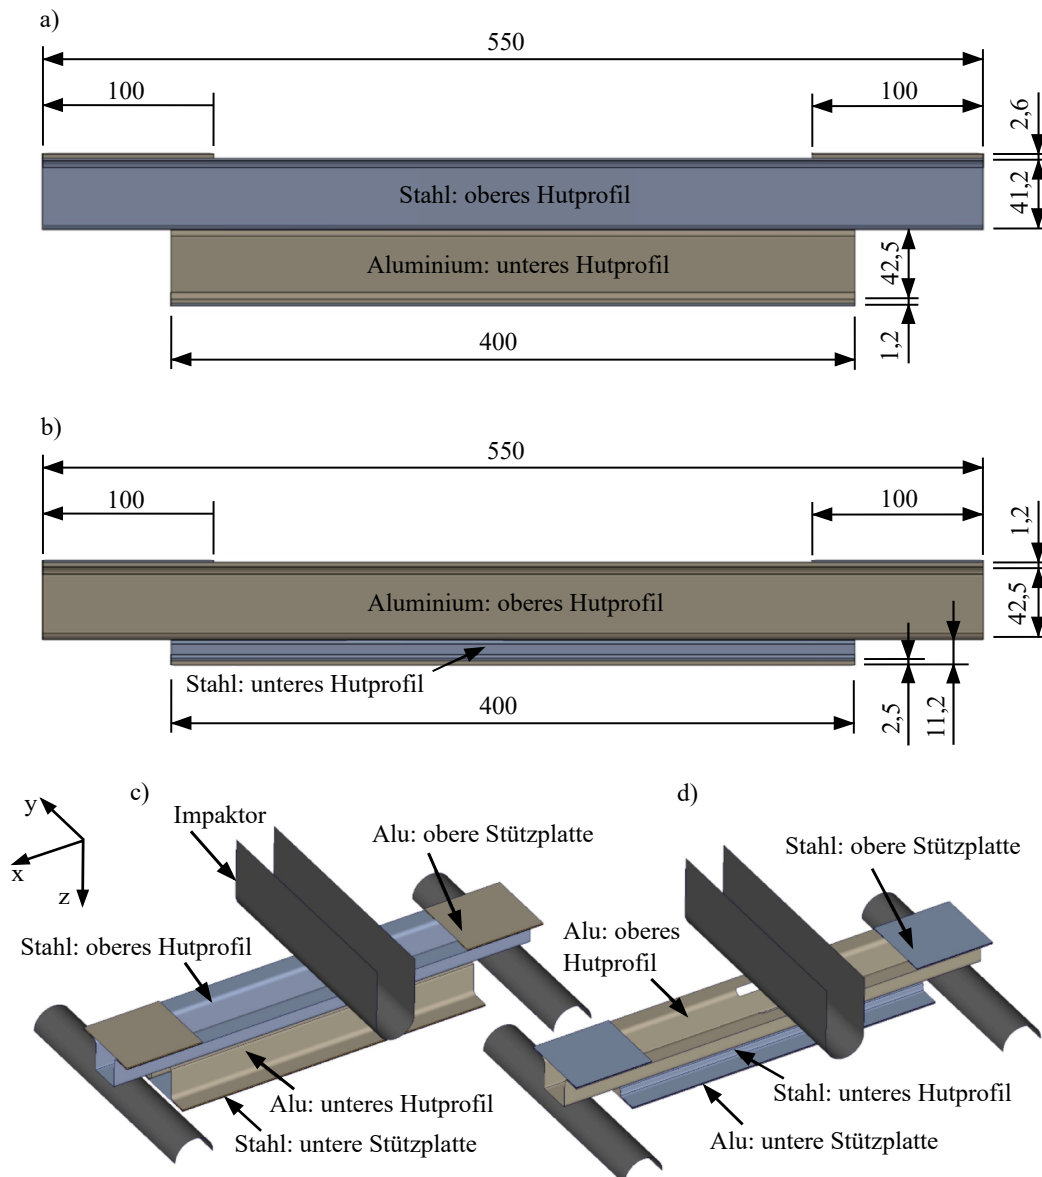 a)
550
100
100
2,6
41,2
Stahl: oberes Hutprofil
Aluminium: unteres Hutprofil
42,5
1,2
400
b)
550
100
100
1,2
42,5
Aluminium: oberes Hutprofil
Stahl: unteres Hutprofil
400
2,5
11,2
c)
d)
y
x
z
Impaktor
Alu: obere Stützplatte
Stahl: oberes Hutprofil
Alu: unteres Hutprofil
Stahl: untere Stützplatte
Stahl: obere Stützplatte
Alu: oberes
Hutprofil
Stahl: unteres Hutprofil
Alu: untere Stützplatte